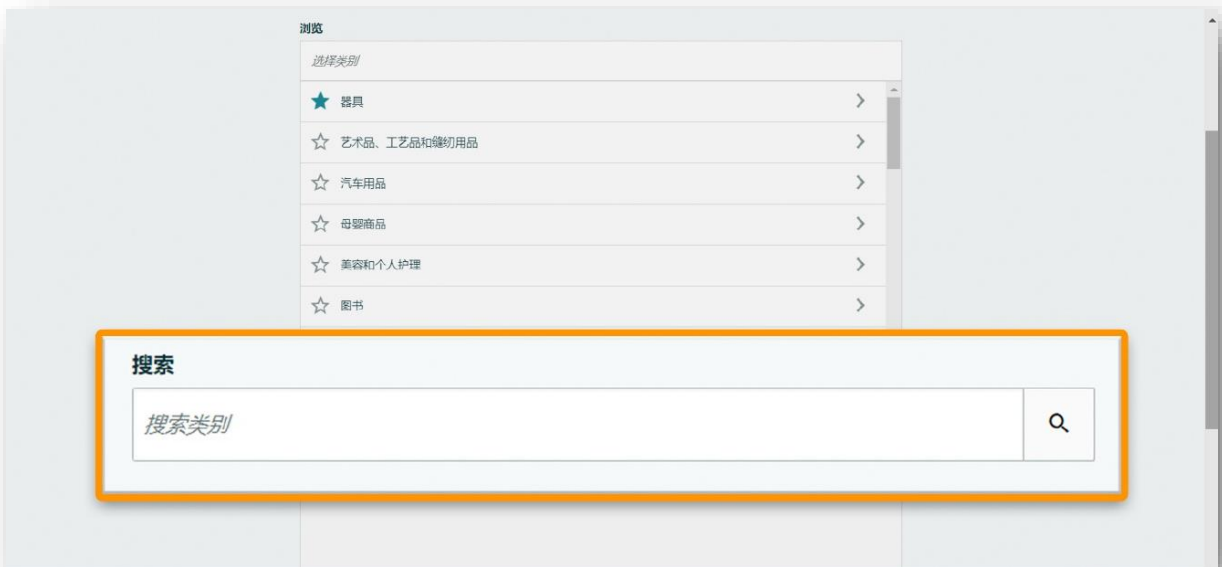 浏览
选择类别
器具
艺术品、工艺品和缝纫用品
汽车用品
母婴商品
美容和个人护理
图书
搜索
搜索类别